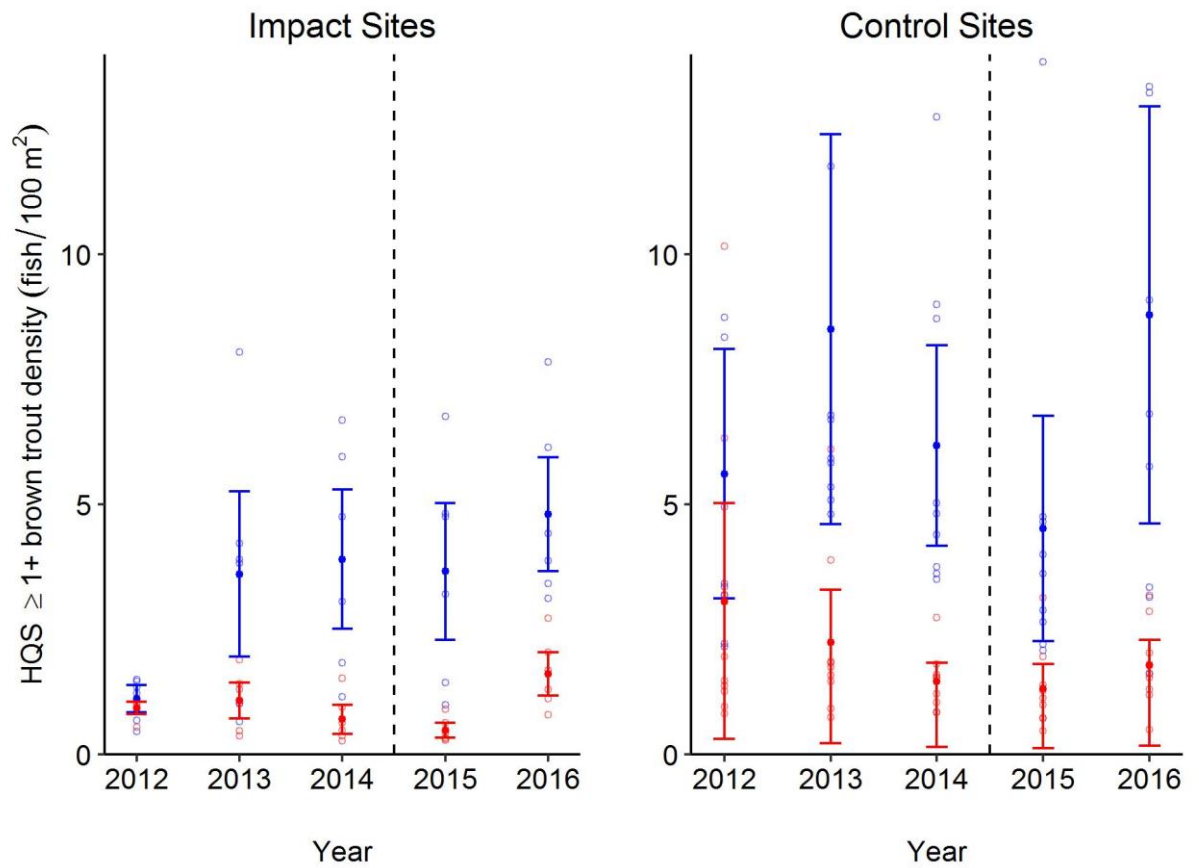 Impact Sites
Control Sites
HQS ≥ 1+ brown trout density (fish/100 m²)
10
5
0
2012 2013 2014 2015 2016
Year
10
5
0
2012 2013 2014 2015 2016
Year